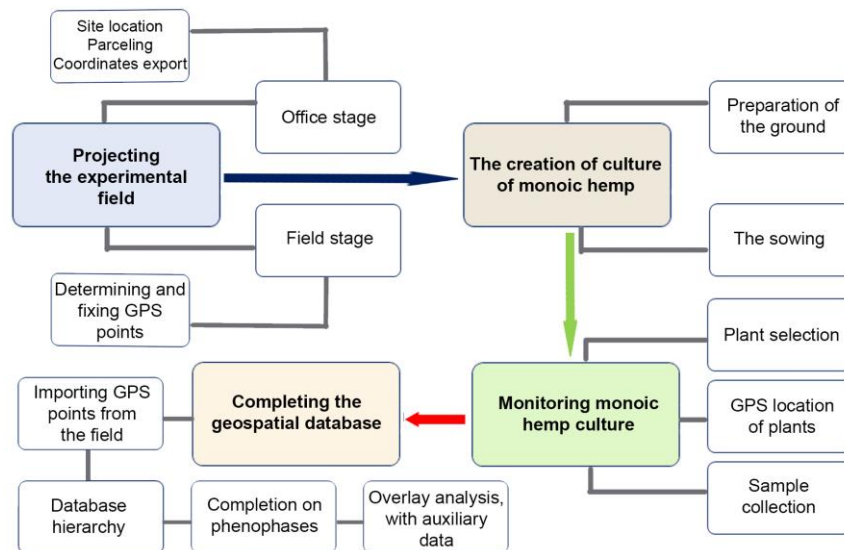 Site location
Parceling
Coordinates export
Office stage
Projecting
the experimental
field
Field stage
Determining and
fixing GPS
points
The creation of culture
of monoic hemp
Preparation of
the ground
The sowing
Monitoring monoic
hemp culture
Plant selection
GPS location
of plants
Sample
collection
Completing the
geospatial database
Importing GPS
points from
the field
Database
hierarchy
Completion on
phenophases
Overlay analysis,
with auxiliary
data